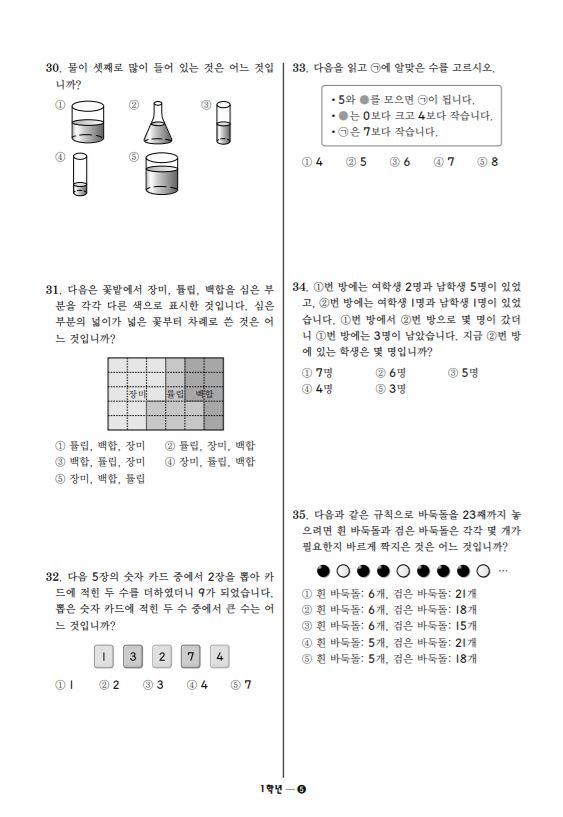 30. 물이 셋째로 많이 들어 있는 것은 어느 것입
니까?
① ② ③
④ ⑤
31. 다음은 꽃밭에서 장미, 튤립, 백합을 심은 부
분을 각각 다른 색으로 표시한 것입니다. 심은
부분의 넓이가 넓은 꽃부터 차례로 쓴 것은 어
느 것입니까?
장미 튤립 백합
① 튤립, 백합, 장미 ② 튤립, 장미, 백합
③ 백합, 튤립, 장미 ④ 장미, 튤립, 백합
⑤ 장미, 백합, 튤립
32. 다음 5장의 숫자 카드 중에서 2장을 뽑아 카
드에 적힌 두 수를 더하였더니 9가 되었습니다.
뽑은 숫자 카드에 적힌 두 수 중에서 큰 수는 어
느 것입니까?
1 3 2 7 4
① 1 ② 2 ③ 3 ④ 4 ⑤ 7
33. 다음을 읽고 ㉠에 알맞은 수를 고르시오.
• 5와 ●를 모으면 ㉠이 됩니다.
• ●는 0보다 크고 4보다 작습니다.
• ㉠은 7보다 작습니다.
① 4 ② 5 ③ 6 ④ 7 ⑤ 8
34. ①번 방에는 여학생 2명과 남학생 5명이 있었
고, ②번 방에는 여학생 1명과 남학생 1명이 있었
습니다. ①번 방에서 ②번 방으로 몇 명이 갔더
니 ①번 방에는 3명이 남았습니다. 지금 ②번 방
에 있는 학생은 몇 명입니까?
① 7명 ② 6명 ③ 5명
④ 4명 ⑤ 3명
35. 다음과 같은 규칙으로 바둑돌을 23째까지 놓
으려면 흰 바둑돌과 검은 바둑돌은 각각 몇 개가
필요한지 바르게 짝지은 것은 어느 것입니까?
●○●●○●●●○ …
① 흰 바둑돌: 6개, 검은 바둑돌: 21개
② 흰 바둑돌: 6개, 검은 바둑돌: 18개
③ 흰 바둑돌: 6개, 검은 바둑돌: 15개
④ 흰 바둑돌: 5개, 검은 바둑돌: 21개
⑤ 흰 바둑돌: 5개, 검은 바둑돌: 18개
1학년 — ❺